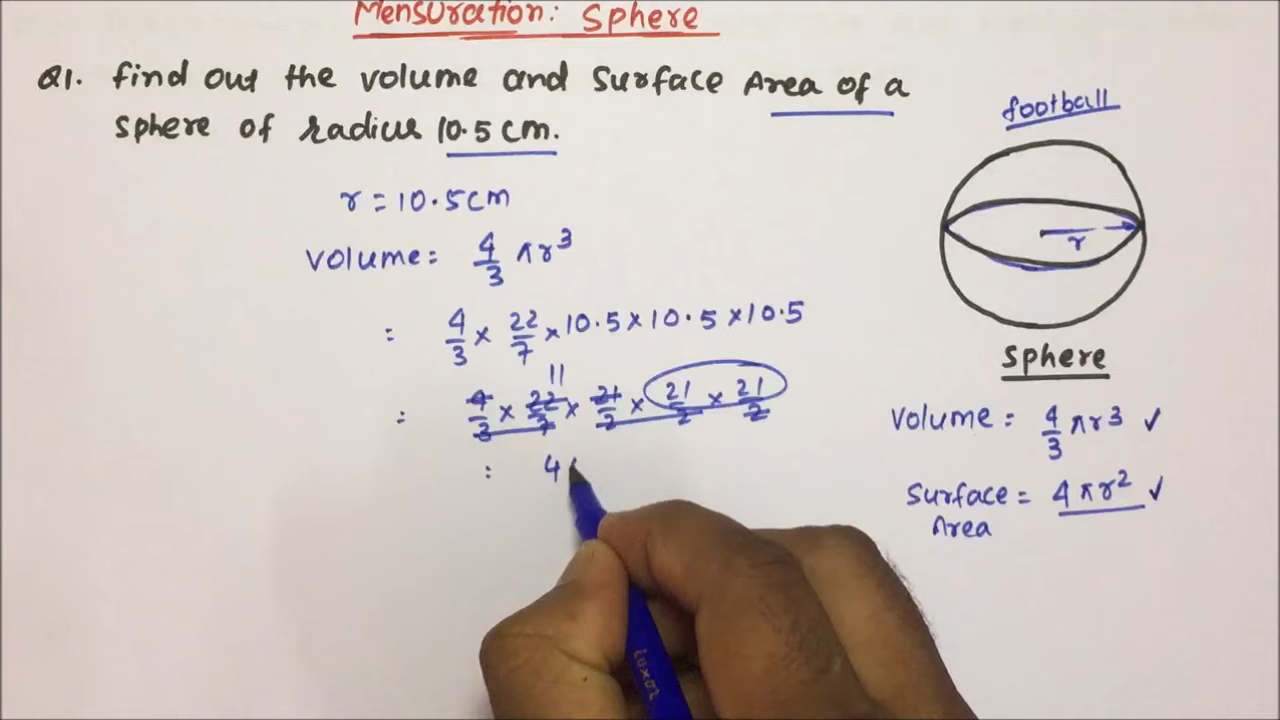 Mensuration: Sphere
Q1. Find out the volume and Surface Area of a
sphere of radius 10.5 cm.
r = 10.5 cm
Volume = 4/3 πr³
= 4/3 × 22/7 × 10.5 × 10.5 × 10.5
11
= 4/3 × 22/7 × 21/2 × 21/2 × 21/2
= 4
football
r
Sphere
Volume = 4/3 πr³ ✓
Surface = 4πr² ✓
Area
luxor